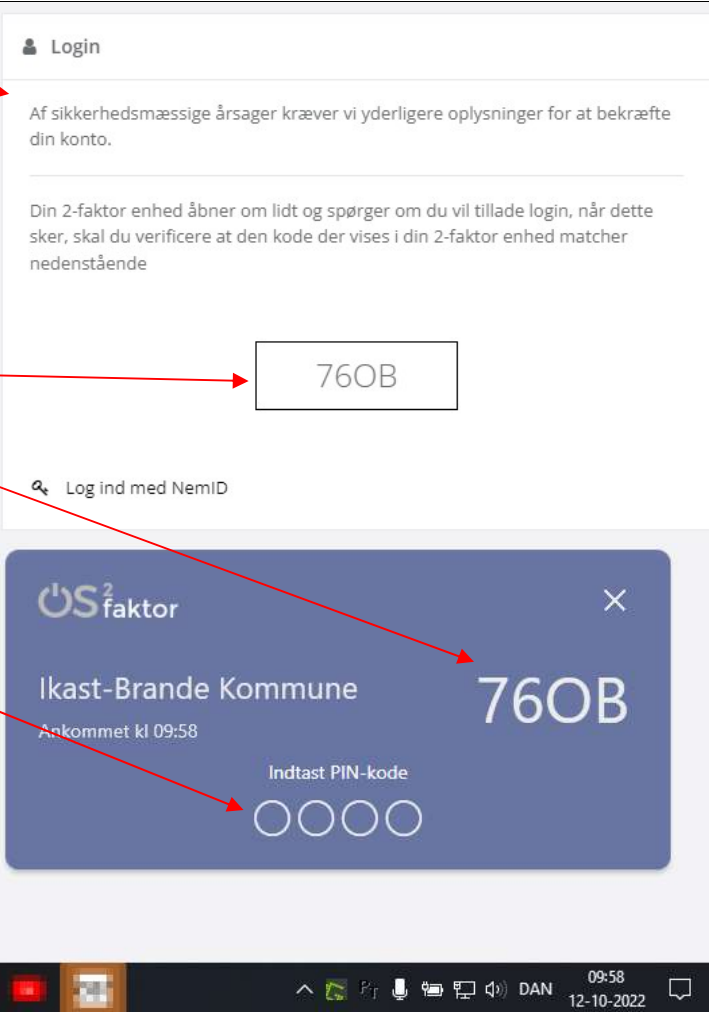 Login
Af sikkerhedsmæssige årsager kræver vi yderligere oplysninger for at bekræfte
din konto.
Din 2-faktor enhed åbner om lidt og spørger om du vil tillade login, når dette
sker, skal du verificere at den kode der vises i din 2-faktor enhed matcher
nedenstående
76OB
Log ind med NemID
OS2faktor
Ikast-Brande Kommune
76OB
Ankommet kl 09:58
Indtast PIN-kode
DAN
09:58
12-10-2022